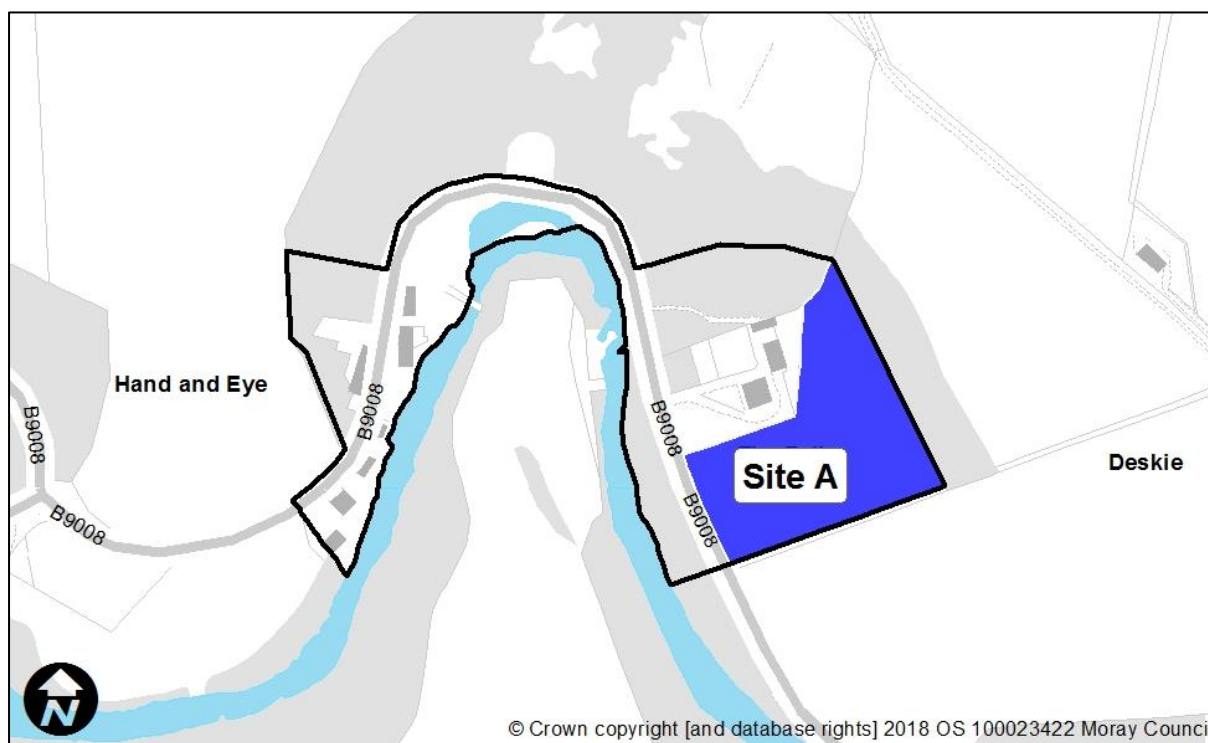 Hand and Eye
B9008
B9008
B9008
B9008
B9008
Site A
Deskie
N
© Crown copyright [and database rights] 2018 OS 100023422 Moray Counci